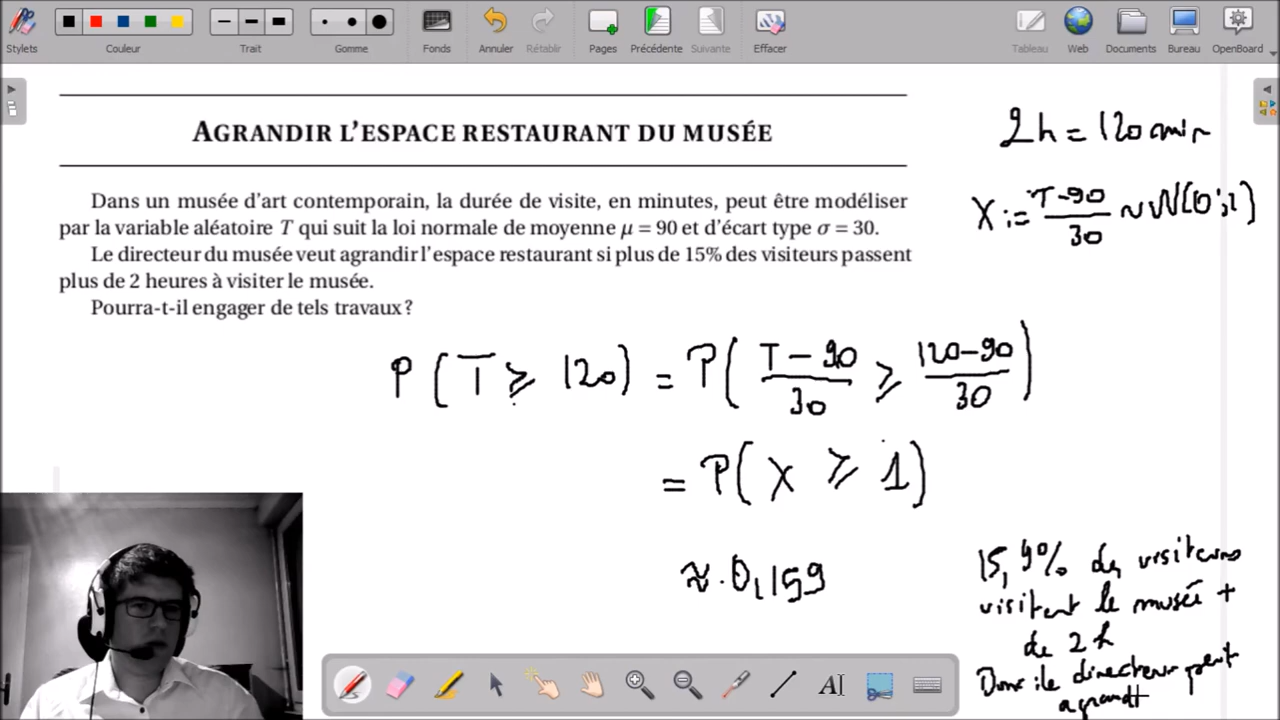 Stylets Couleur Trait Gomme Fonds Annuler Rétablir Pages Précédente Suivante Effacer Tableau Web Documents Bureau OpenBoard
AGRANDIR L'ESPACE RESTAURANT DU MUSÉE
Dans un musée d'art contemporain, la durée de visite, en minutes, peut être modéliser
par la variable aléatoire T qui suit la loi normale de moyenne μ = 90 et d'écart type σ = 30.
Le directeur du musée veut agrandir l'espace restaurant si plus de 15% des visiteurs passent
plus de 2 heures à visiter le musée.
Pourra-t-il engager de tels travaux ?
2h = 120 min
X := T-90 / 30 ~ N(0;1)
P(T ⩾ 120) = P( T-90 / 30 ⩾ 120-90 / 30 )
= P( X ⩾ 1 )
≈ 0,159
15,9% des visiteurs
visitent le musée +
de 2h
Donc le directeur peut
agrandir
AI